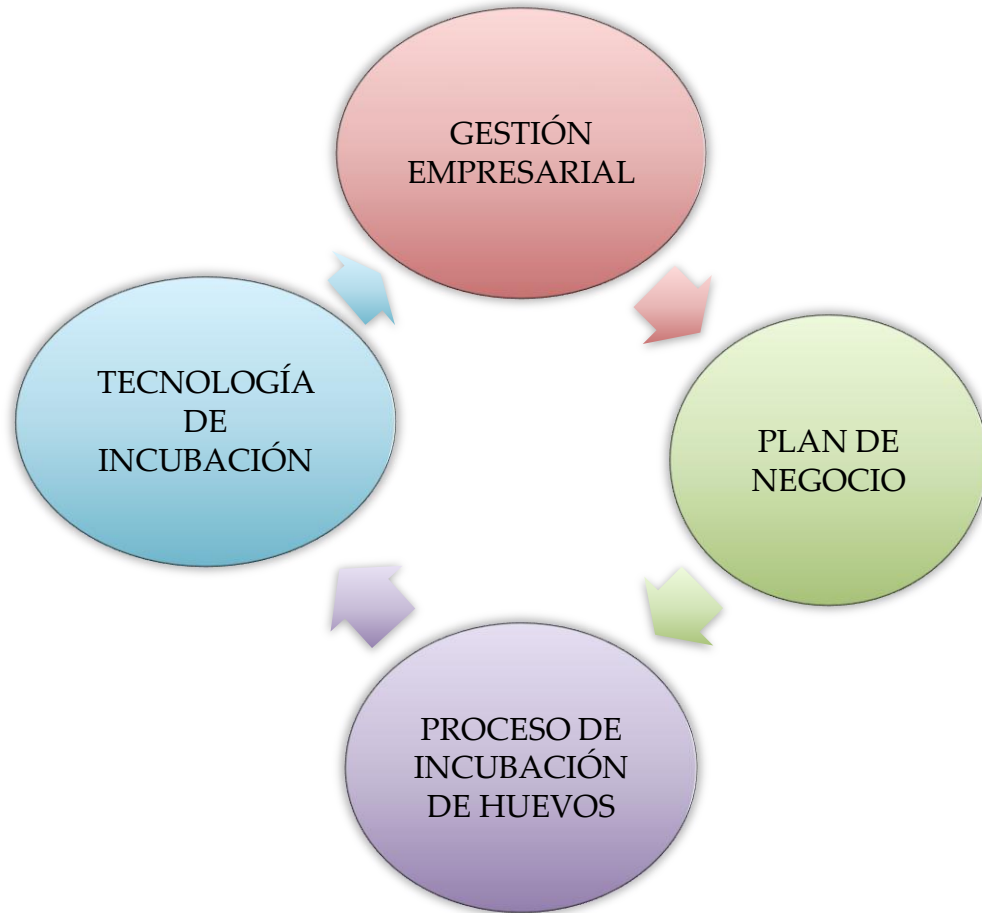 GESTIÓN
EMPRESARIAL
TECNOLOGÍA
DE
INCUBACIÓN
PLAN DE
NEGOCIO
PROCESO DE
INCUBACIÓN
DE HUEVOS